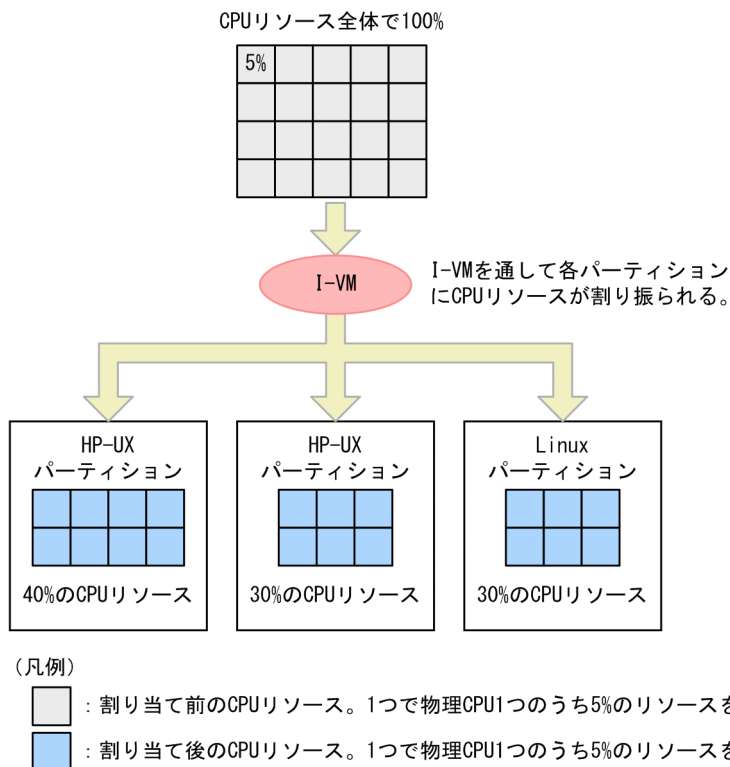 CPUリソース全体で100%
5%
I-VM
I-VMを通して各パーティション
にCPUリソースが割り振られる。
HP-UX
パーティション
40%のCPUリソース
HP-UX
パーティション
30%のCPUリソース
Linux
パーティション
30%のCPUリソース
(凡例)
：割り当て前のCPUリソース。1つで物理CPU1つのうち5%のリソースを
：割り当て後のCPUリソース。1つで物理CPU1つのうち5%のリソースを